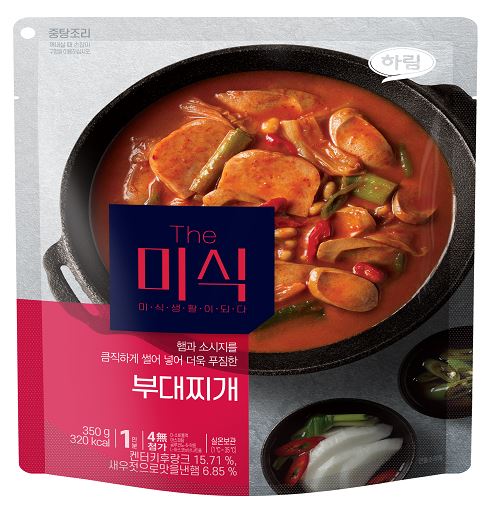 중탕조리
하림
The
미식
미·식·생·활·이·되·다
햄과 소시지를
큼직하게 썰어 넣어 더욱 푸짐한
부대찌개
350 g
320 kcal
1인분
4無첨가
실온보관
(1℃~35℃)
켄터키후랑크 15.71 %,
새우젓으로맛을낸햄 6.85 %